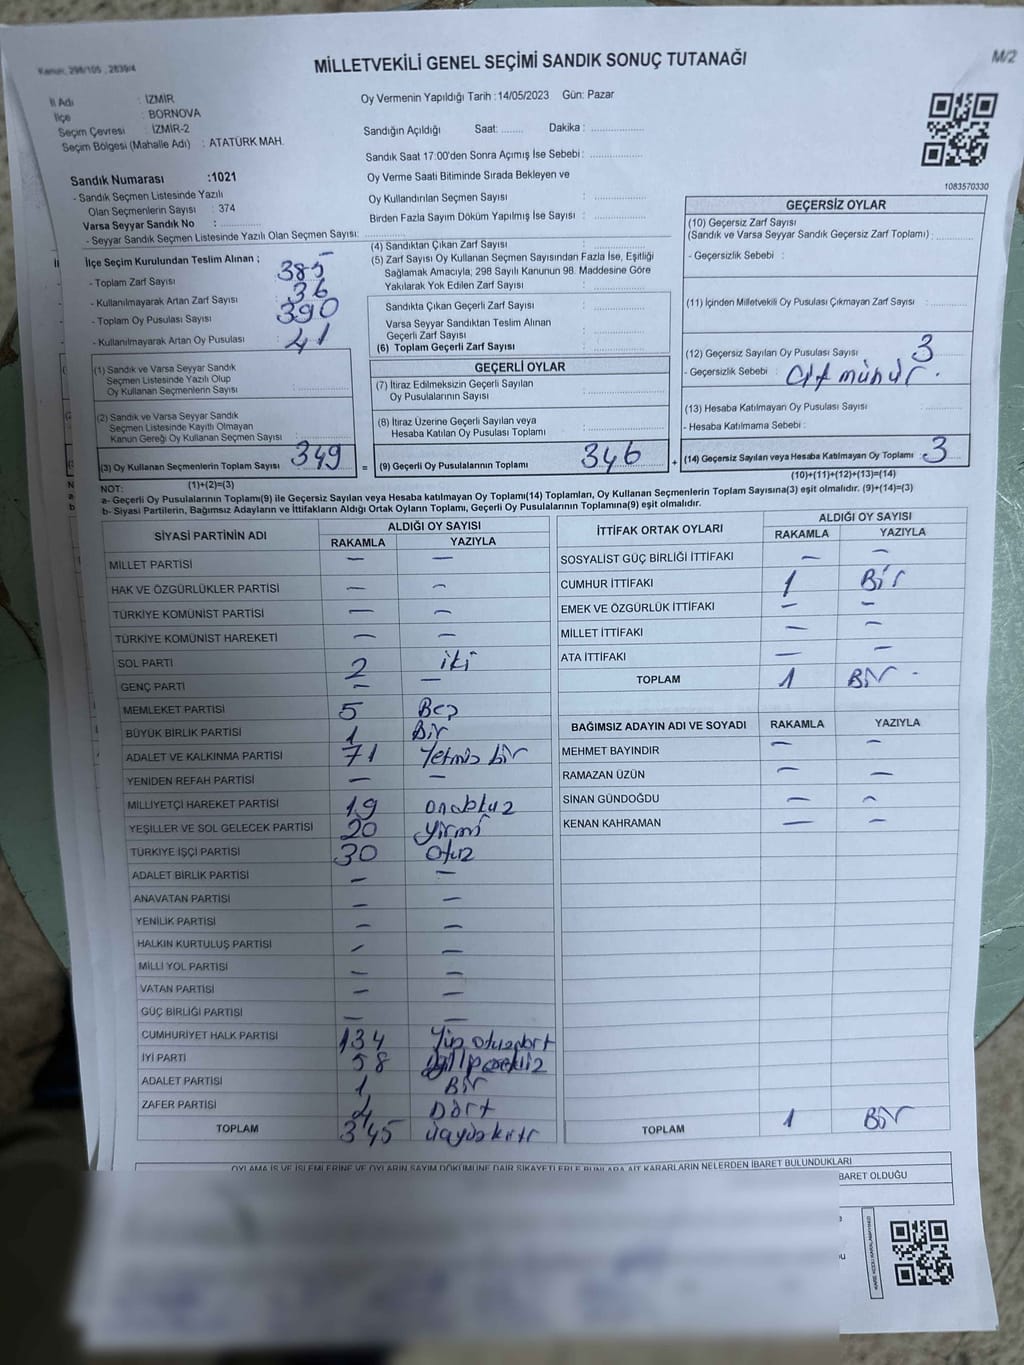 Kanun, 298/105 , 2839/4
MİLLETVEKİLİ GENEL SEÇİMİ SANDIK SONUÇ TUTANAĞI
M/2
İl Adı : İZMİR
İlçe : BORNOVA
Seçim Çevresi : İZMİR-2
Seçim Bölgesi (Mahalle Adı) : ATATÜRK MAH.
Oy Vermenin Yapıldığı Tarih :14/05/2023 Gün: Pazar
Sandığın Açıldığı Saat: ........ Dakika : ....................
Sandık Saat 17:00'den Sonra Açımış İse Sebebi : ....................
Oy Verme Saati Bitiminde Sırada Bekleyen ve
Oy Kullandırılan Seçmen Sayısı : ....................
Birden Fazla Sayım Döküm Yapılmış İse Sayısı : ....................
1083570330
Sandık Numarası :1021
- Sandık Seçmen Listesinde Yazılı
Olan Seçmenlerin Sayısı : 374
Varsa Seyyar Sandık No : ....................
- Seyyar Sandık Seçmen Listesinde Yazılı Olan Seçmen Sayısı: ....................
İlçe Seçim Kurulundan Teslim Alınan ;
- Toplam Zarf Sayısı : 385
- Kullanılmayarak Artan Zarf Sayısı : 36
- Toplam Oy Pusulası Sayısı : 390
- Kullanılmayarak Artan Oy Pusulası : 41
(1) Sandık ve Varsa Seyyar Sandık
Seçmen Listesinde Yazılı Olup
Oy Kullanan Seçmenlerin Sayısı : ....................
(2) Sandık ve Varsa Seyyar Sandık
Seçmen Listesinde Kayıtlı Olmayan
Kanun Gereği Oy Kullanan Seçmen Sayısı : ....................
(3) Oy Kullanan Seçmenlerin Toplam Sayısı : 349
(1)+(2)=(3)
(4) Sandıktan Çıkan Zarf Sayısı : ....................
(5) Zarf Sayısı Oy Kullanan Seçmen Sayısından Fazla İse, Eşitliği
Sağlamak Amacıyla; 298 Sayılı Kanunun 98. Maddesine Göre
Yakılarak Yok Edilen Zarf Sayısı : ....................
Sandıkta Çıkan Geçerli Zarf Sayısı : ....................
Varsa Seyyar Sandıktan Teslim Alınan
Geçerli Zarf Sayısı : ....................
(6) Toplam Geçerli Zarf Sayısı : ....................
GEÇERLİ OYLAR
(7) İtiraz Edilmeksizin Geçerli Sayılan
Oy Pusulalarının Sayısı : ....................
(8) İtiraz Üzerine Geçerli Sayılan veya
Hesaba Katılan Oy Pusulası Toplamı : ....................
= (9) Geçerli Oy Pusulalarının Toplamı : 346
GEÇERSİZ OYLAR
(10) Geçersiz Zarf Sayısı
(Sandık ve Varsa Seyyar Sandık Geçersiz Zarf Toplamı) : ....................
- Geçersizlik Sebebi :
(11) İçinden Milletvekili Oy Pusulası Çıkmayan Zarf Sayısı : ....................
(12) Geçersiz Sayılan Oy Pusulası Sayısı : 3
- Geçersizlik Sebebi : çift mühür.
(13) Hesaba Katılmayan Oy Pusulası Sayısı : ....................
- Hesaba Katılmama Sebebi :
+ (14) Geçersiz Sayılan veya Hesaba Katılmayan Oy Toplamı : 3
(10)+(11)+(12)+(13)=(14)
NOT:
a- Geçerli Oy Pusulalarının Toplamı(9) ile Geçersiz Sayılan veya Hesaba katılmayan Oy Toplamı(14) Toplamları, Oy Kullanan Seçmenlerin Toplam Sayısına(3) eşit olmalıdır. (9)+(14)=(3)
b- Siyasi Partilerin, Bağımsız Adayların ve İttifakların Aldığı Ortak Oyların Toplamı, Geçerli Oy Pusulalarının Toplamına(9) eşit olmalıdır.
SİYASİ PARTİNİN ADI ALDIĞI OY SAYISI
RAKAMLA YAZIYLA
MİLLET PARTİSİ — —
HAK VE ÖZGÜRLÜKLER PARTİSİ — —
TÜRKİYE KOMÜNİST PARTİSİ — —
TÜRKİYE KOMÜNİST HAREKETİ — —
SOL PARTİ 2 iki
GENÇ PARTİ — —
MEMLEKET PARTİSİ 5 Beş
BÜYÜK BİRLİK PARTİSİ 1 Bir
ADALET VE KALKINMA PARTİSİ 71 Yetmiş bir
YENİDEN REFAH PARTİSİ — —
MİLLİYETÇİ HAREKET PARTİSİ 19 ondokuz
YEŞİLLER VE SOL GELECEK PARTİSİ 20 yirmi
TÜRKİYE İŞÇİ PARTİSİ 30 Otuz
ADALET BİRLİK PARTİSİ — —
ANAVATAN PARTİSİ — —
YENİLİK PARTİSİ — —
HALKIN KURTULUŞ PARTİSİ — —
MİLLİ YOL PARTİSİ — —
VATAN PARTİSİ — —
GÜÇ BİRLİĞİ PARTİSİ — —
CUMHURİYET HALK PARTİSİ 134 Yüz otuzdört
İYİ PARTİ 58
ADALET PARTİSİ 1 Bir
ZAFER PARTİSİ 4 Dört
TOPLAM 345
İTTİFAK ORTAK OYLARI ALDIĞI OY SAYISI
RAKAMLA YAZIYLA
SOSYALİST GÜÇ BİRLİĞİ İTTİFAKI — —
CUMHUR İTTİFAKI 1 Bir
EMEK VE ÖZGÜRLÜK İTTİFAKI — —
MİLLET İTTİFAKI — —
ATA İTTİFAKI — —
TOPLAM 1 Bir -
BAĞIMSIZ ADAYIN ADI VE SOYADI RAKAMLA YAZIYLA
MEHMET BAYINDIR — —
RAMAZAN ÜZÜN — —
SİNAN GÜNDOĞDU — —
KENAN KAHRAMAN — —
TOPLAM 1 Bir
OYLAMA İŞ VE İŞLEMLERİNE VE OYLARIN SAYIM DÖKÜMÜNE DAİR ŞİKAYETLERLE BUNLARA AİT KARARLARIN NELERDEN İBARET BULUNDUKLARI
BARET OLDUĞU